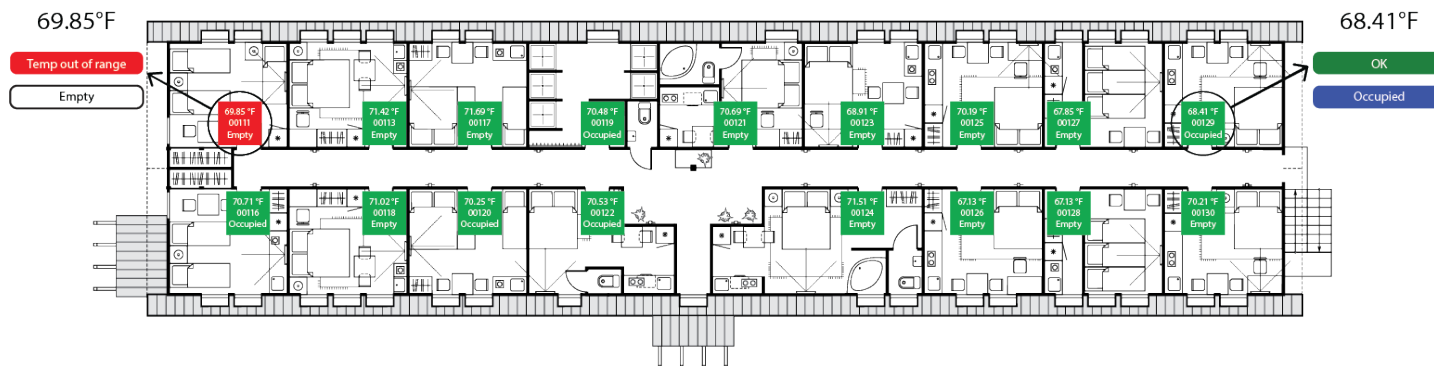 69.85°F
Temp out of range
Empty
68.41°F
OK
Occupied
69.85 °F
00111
Empty
71.42 °F
00113
Empty
71.69 °F
00117
Empty
70.48 °F
00119
Occupied
70.69 °F
00121
Empty
68.91 °F
00123
Empty
70.19 °F
00125
Empty
67.85 °F
00127
Empty
68.41 °F
00129
Occupied
70.71 °F
00116
Occupied
71.02 °F
00118
Empty
70.25 °F
00120
Occupied
70.53 °F
00122
Occupied
71.51 °F
00124
Empty
67.13 °F
00126
Empty
67.13 °F
00128
Empty
70.21 °F
00130
Empty